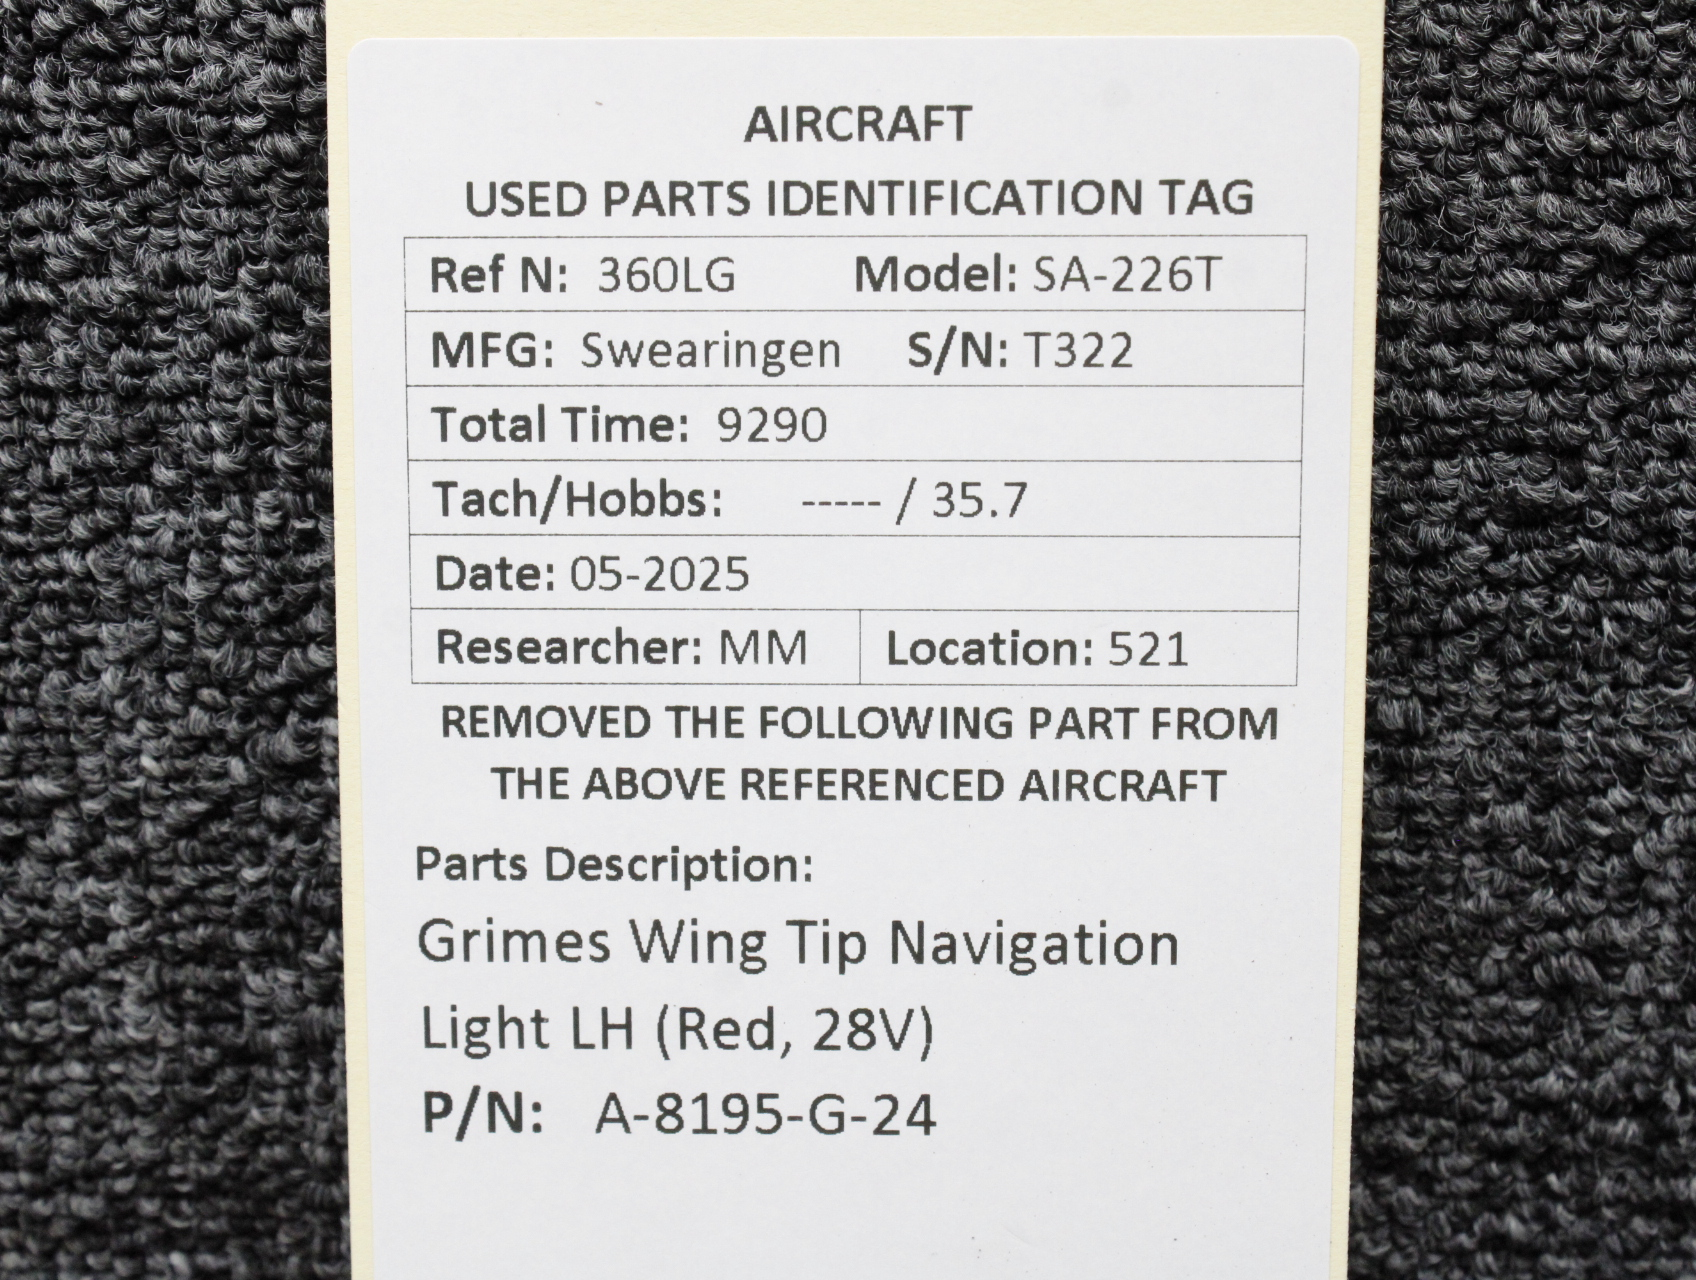 AIRCRAFT
USED PARTS IDENTIFICATION TAG
Ref N: 360LG Model: SA-226T
MFG: Swearingen S/N: T322
Total Time: 9290
Tach/Hobbs: ----- / 35.7
Date: 05-2025
Researcher: MM Location: 521
REMOVED THE FOLLOWING PART FROM
THE ABOVE REFERENCED AIRCRAFT
Parts Description:
Grimes Wing Tip Navigation
Light LH (Red, 28V)
P/N: A-8195-G-24